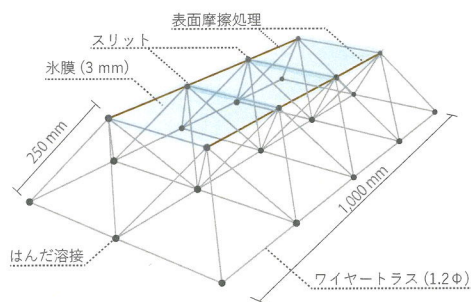 表面摩擦処理
スリット
氷膜 (3 mm)
250 mm
1,000 mm
はんだ溶接
ワイヤートラス (1.2Φ)